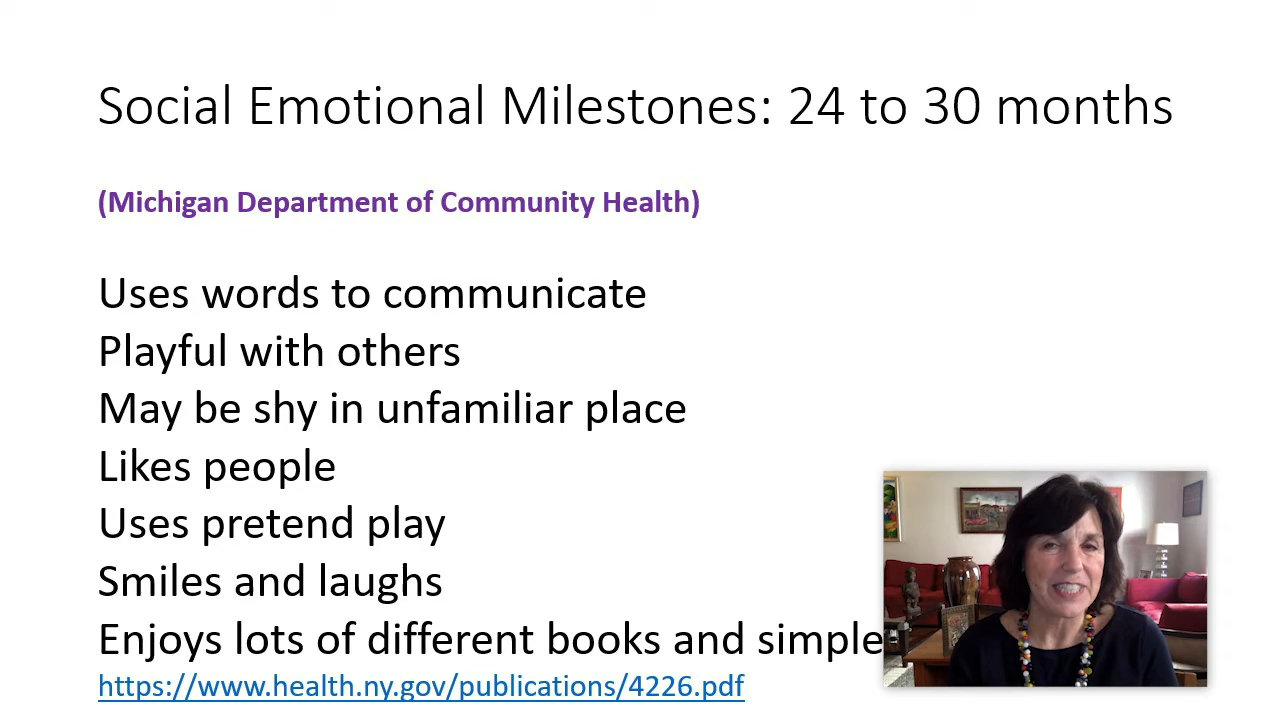 Social Emotional Milestones: 24 to 30 months
(Michigan Department of Community Health)
Uses words to communicate
Playful with others
May be shy in unfamiliar place
Likes people
Uses pretend play
Smiles and laughs
Enjoys lots of different books and simple
https://www.health.ny.gov/publications/4226.pdf